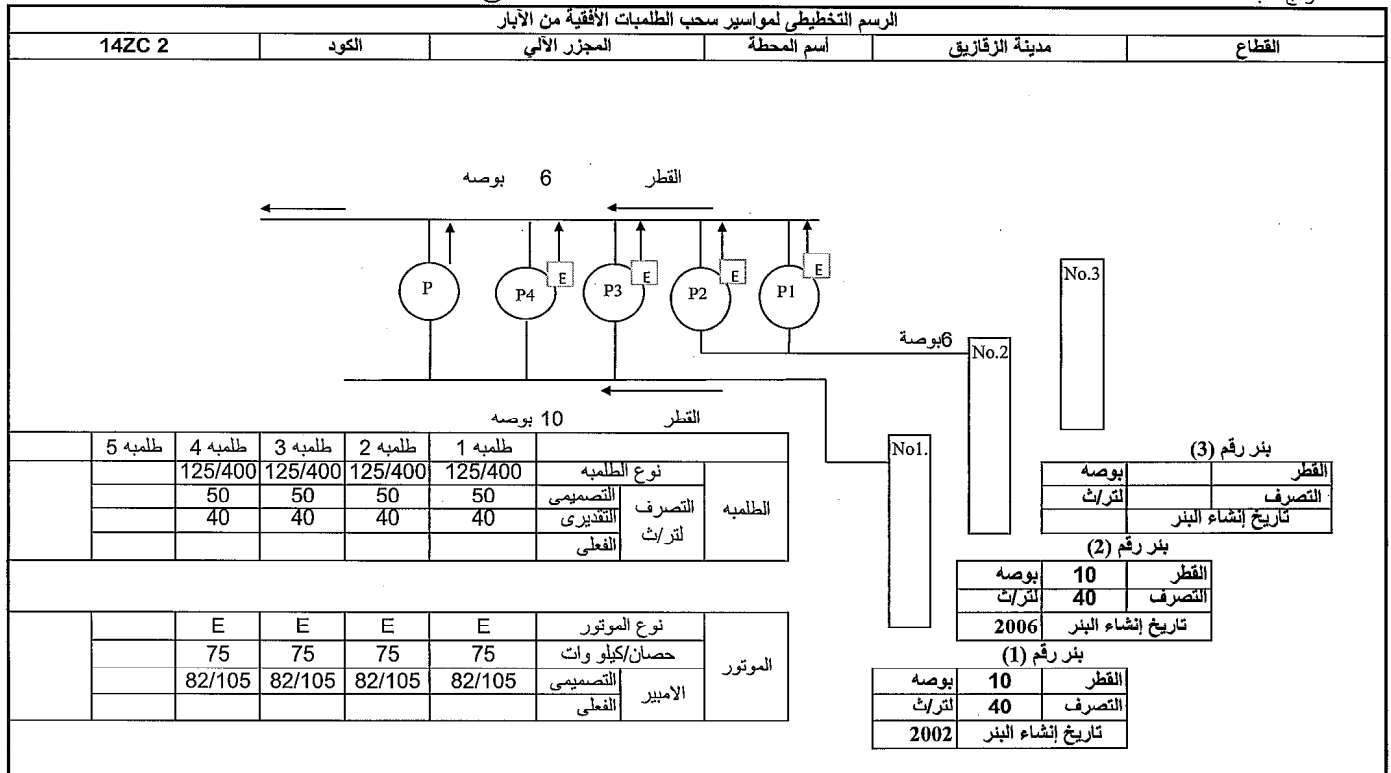 الرسم التخطيطى لمواسير سحب الطلمبات الأفقية من الآبار
القطاع مدينة الزقازيق أسم المحطة المجزر الآلي الكود 14ZC 2
القطر 6 بوصه
P P4 E P3 E P2 E P1 E
No.3
6بوصة
No.2
القطر 10 بوصه
No1.
طلمبه 1 طلمبه 2 طلمبه 3 طلمبه 4 طلمبه 5
الطلمبه
نوع الطلمبه 125/400 125/400 125/400 125/400
التصرف لتر/ث
التصميمى 50 50 50 50
التقديرى 40 40 40 40
الفعلى
الموتور
نوع الموتور E E E E
حصان/كيلو وات 75 75 75 75
الامبير
التصميمى 82/105 82/105 82/105 82/105
الفعلى
بئر رقم (3)
القطر بوصه
التصرف لتر/ث
تاريخ إنشاء البئر
بئر رقم (2)
القطر 10 بوصه
التصرف 40 لتر/ث
تاريخ إنشاء البئر 2006
بئر رقم (1)
القطر 10 بوصه
التصرف 40 لتر/ث
تاريخ إنشاء البئر 2002